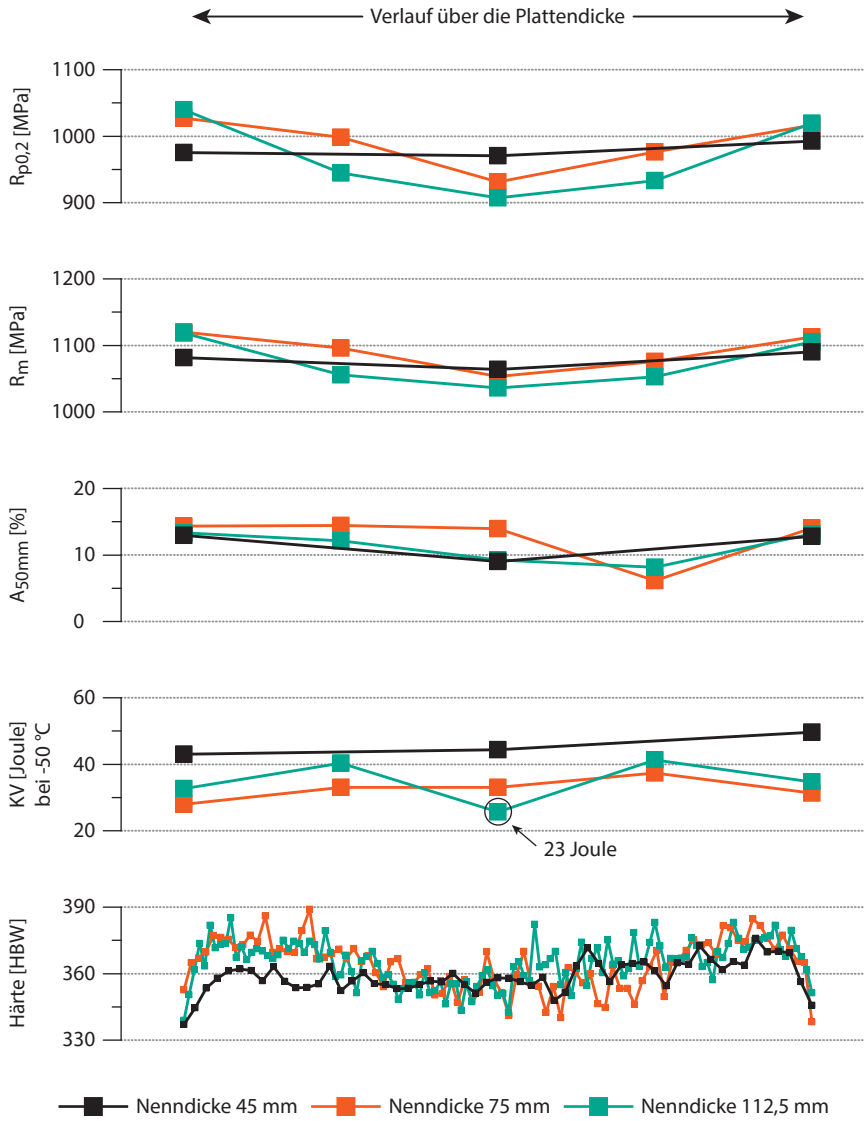 Verlauf über die Plattendicke
1100
1000
900
Rp0,2 [MPa]
1200
1100
1000
Rm [MPa]
20
10
0
A50mm [%]
60
40
20
KV [Joule]
bei -50 °C
23 Joule
390
360
330
Härte [HBW]
Nenndicke 45 mm Nenndicke 75 mm Nenndicke 112,5 mm